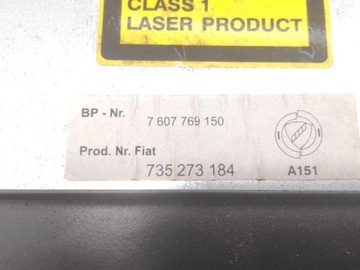 CLASS 1
LASER PRODUCT
BP - Nr.
7 607 769 150
Prod. Nr. Fiat
735 273 184
A151